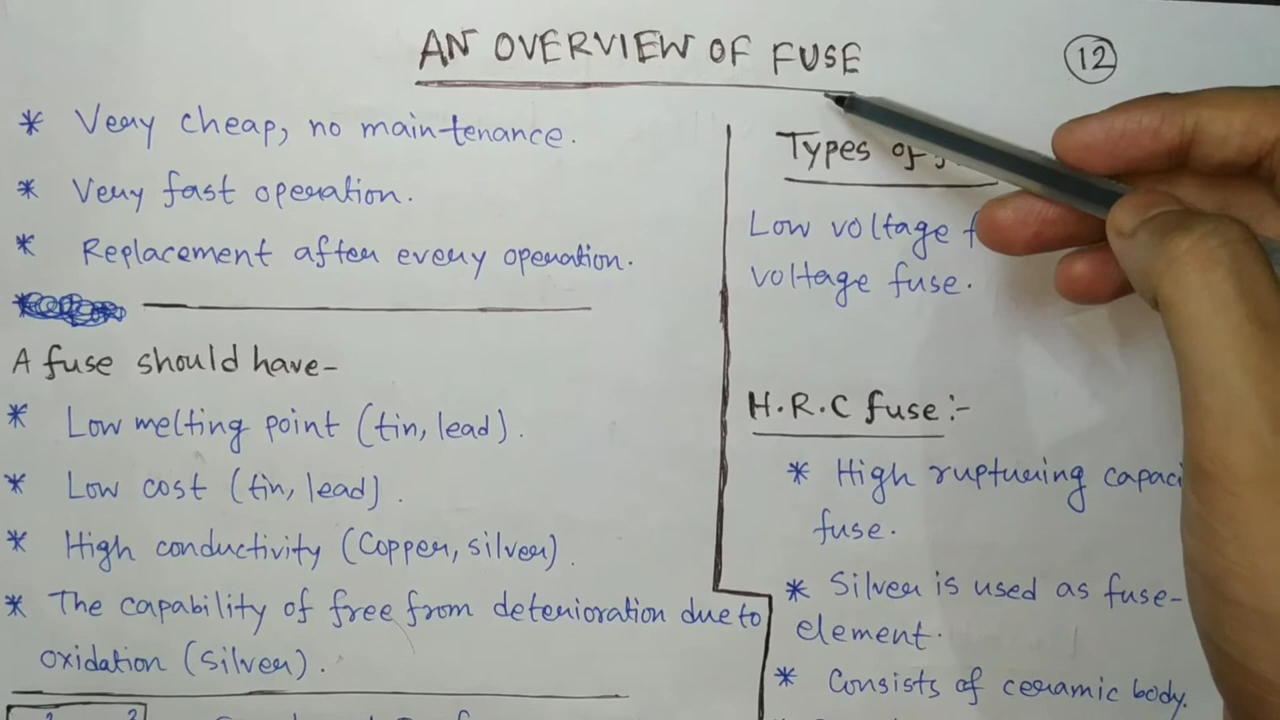 AN OVERVIEW OF FUSE
12
* Very cheap, no maintenance.
* Very fast operation.
* Replacement after every operation.
A fuse should have-
* Low melting point (tin, lead).
* Low cost (tin, lead).
* High conductivity (Copper, silver).
* The capability of free from deterioration due to
oxidation (silver).
Types of
Low voltage
voltage fuse.
H.R.C fuse:-
* High rupturing
fuse.
* Silver is used as fuse-
element.
* Consists of ceramic body.